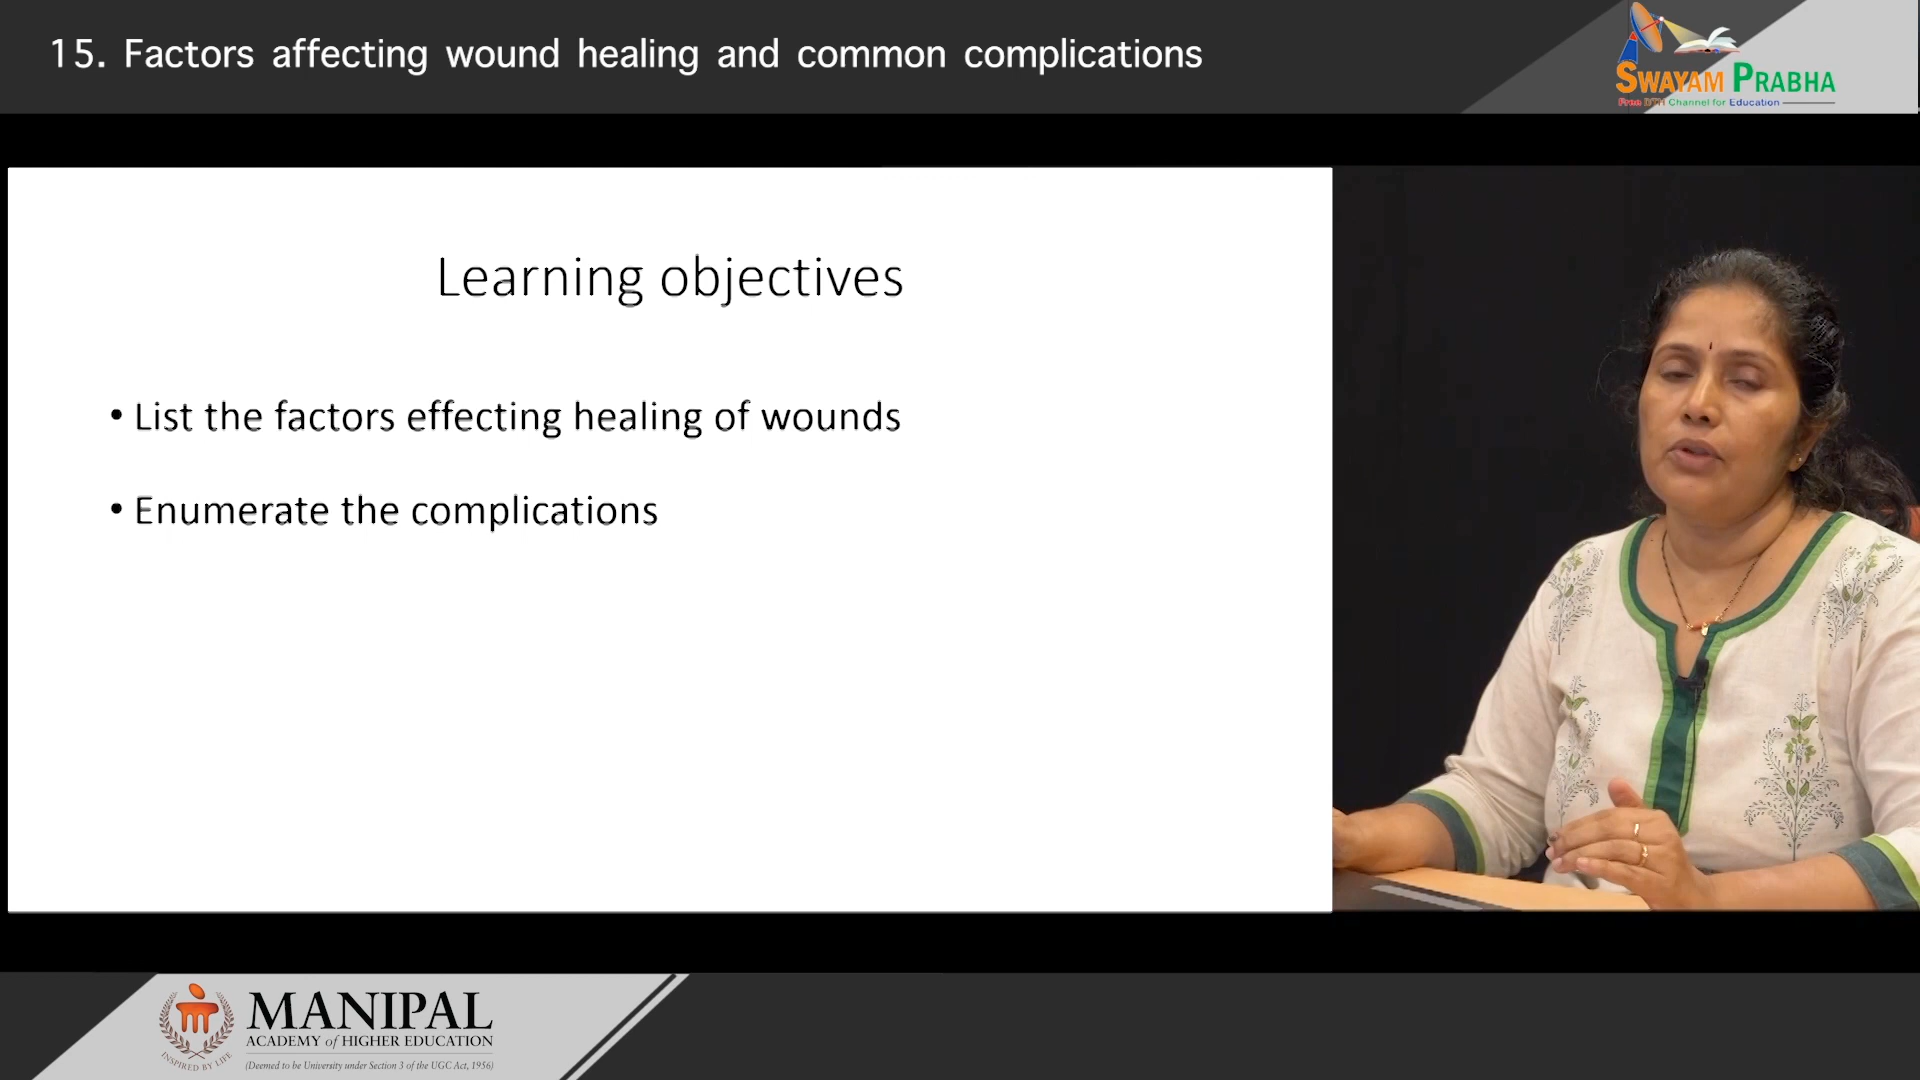 15. Factors affecting wound healing and common complications
SWAYAM PRABHA
Free DTH Channel for Education
Learning objectives
• List the factors effecting healing of wounds
• Enumerate the complications
MANIPAL
ACADEMY of HIGHER EDUCATION
INSPIRED BY LIFE
(Deemed to be University under Section 3 of the UGC Act, 1956)